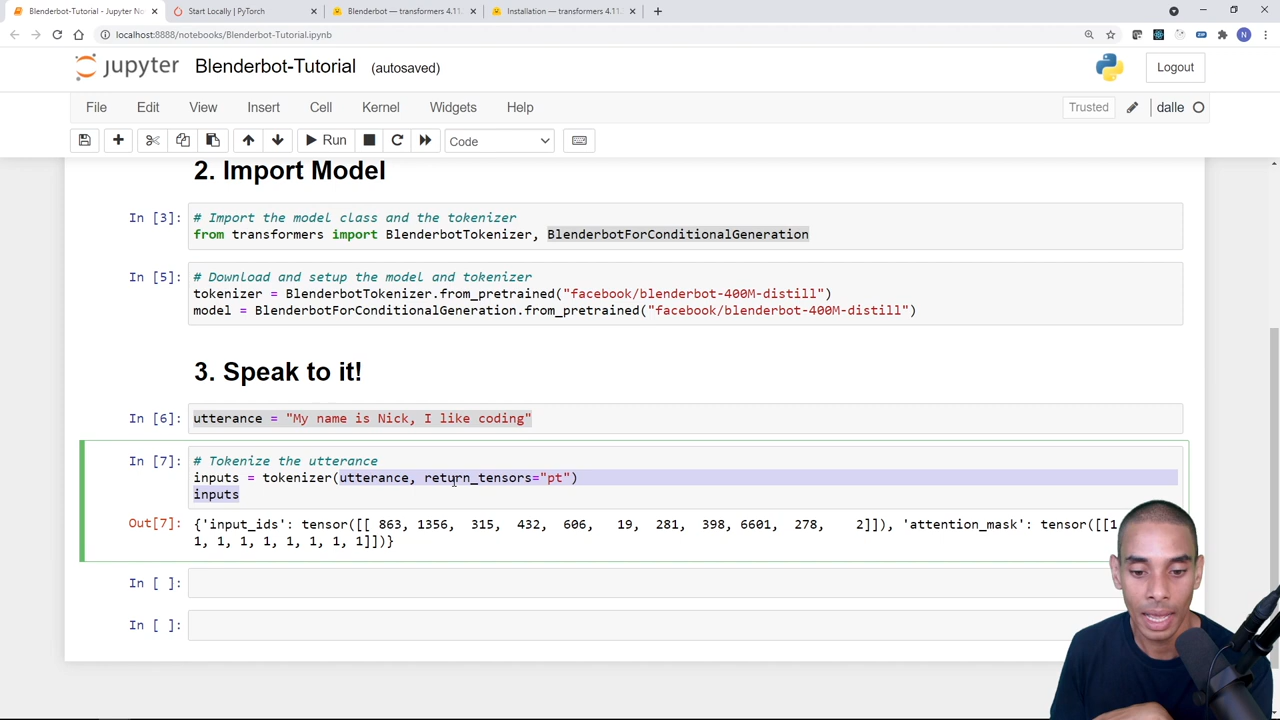 Blenderbot-Tutorial - Jupyter No
Start Locally | PyTorch
Blenderbot — transformers 4.11.
Installation — transformers 4.11.
localhost:8888/notebooks/Blenderbot-Tutorial.ipynb
N
jupyter Blenderbot-Tutorial (autosaved)
Logout
File Edit View Insert Cell Kernel Widgets Help
Trusted
dalle
Run
Code
2. Import Model
In [3]: # Import the model class and the tokenizer
from transformers import BlenderbotTokenizer, BlenderbotForConditionalGeneration
In [5]: # Download and setup the model and tokenizer
tokenizer = BlenderbotTokenizer.from_pretrained("facebook/blenderbot-400M-distill")
model = BlenderbotForConditionalGeneration.from_pretrained("facebook/blenderbot-400M-distill")
3. Speak to it!
In [6]: utterance = "My name is Nick, I like coding"
In [7]: # Tokenize the utterance
inputs = tokenizer(utterance, return_tensors="pt")
inputs
Out[7]: {'input_ids': tensor([[ 863, 1356, 315, 432, 606, 19, 281, 398, 6601, 278, 2]]), 'attention_mask': tensor([[1
1, 1, 1, 1, 1, 1, 1, 1]])}
In [ ]:
In [ ]: